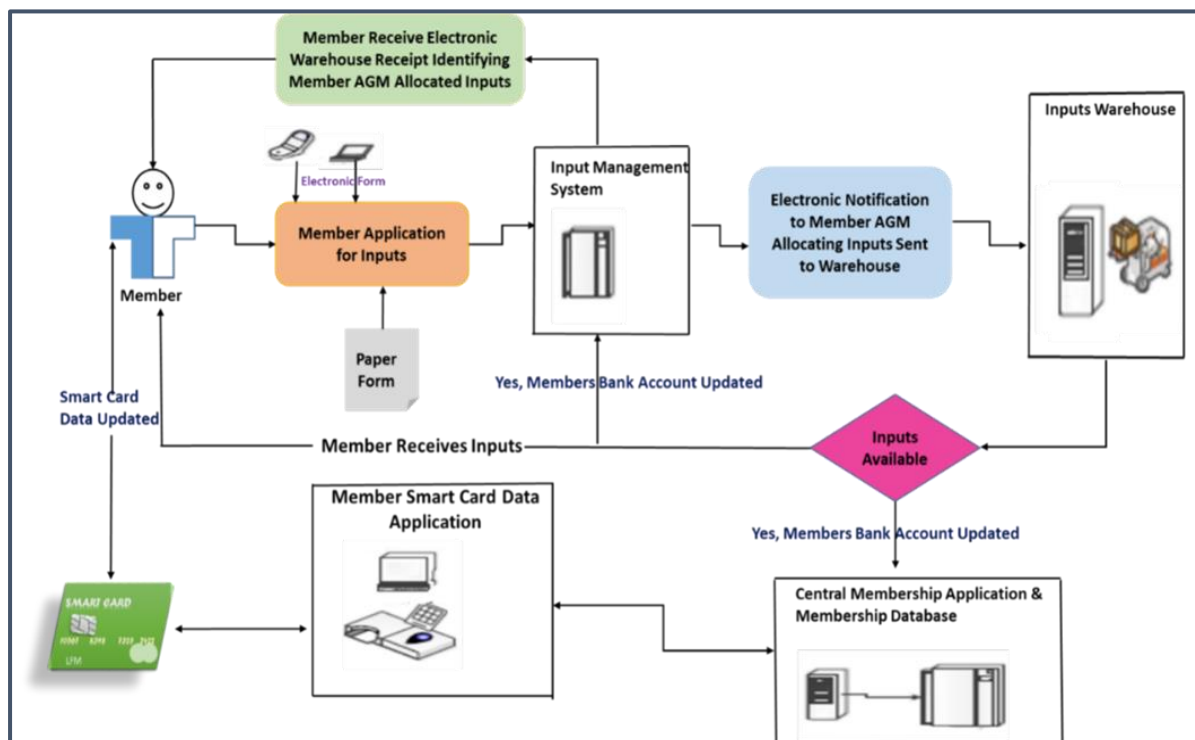 Member Receive Electronic
Warehouse Receipt Identifying
Member AGM Allocated Inputs
Inputs Warehouse
Electronic Form
Input Management
System
Electronic Notification
to Member AGM
Allocating Inputs Sent
to Warehouse
Member Application
for Inputs
Member
Paper
Form
Yes, Members Bank Account Updated
Smart Card
Data Updated
Member Receives Inputs
Inputs
Available
Member Smart Card Data
Application
Yes, Members Bank Account Updated
Central Membership Application &
Membership Database
SMART CARD
LFM